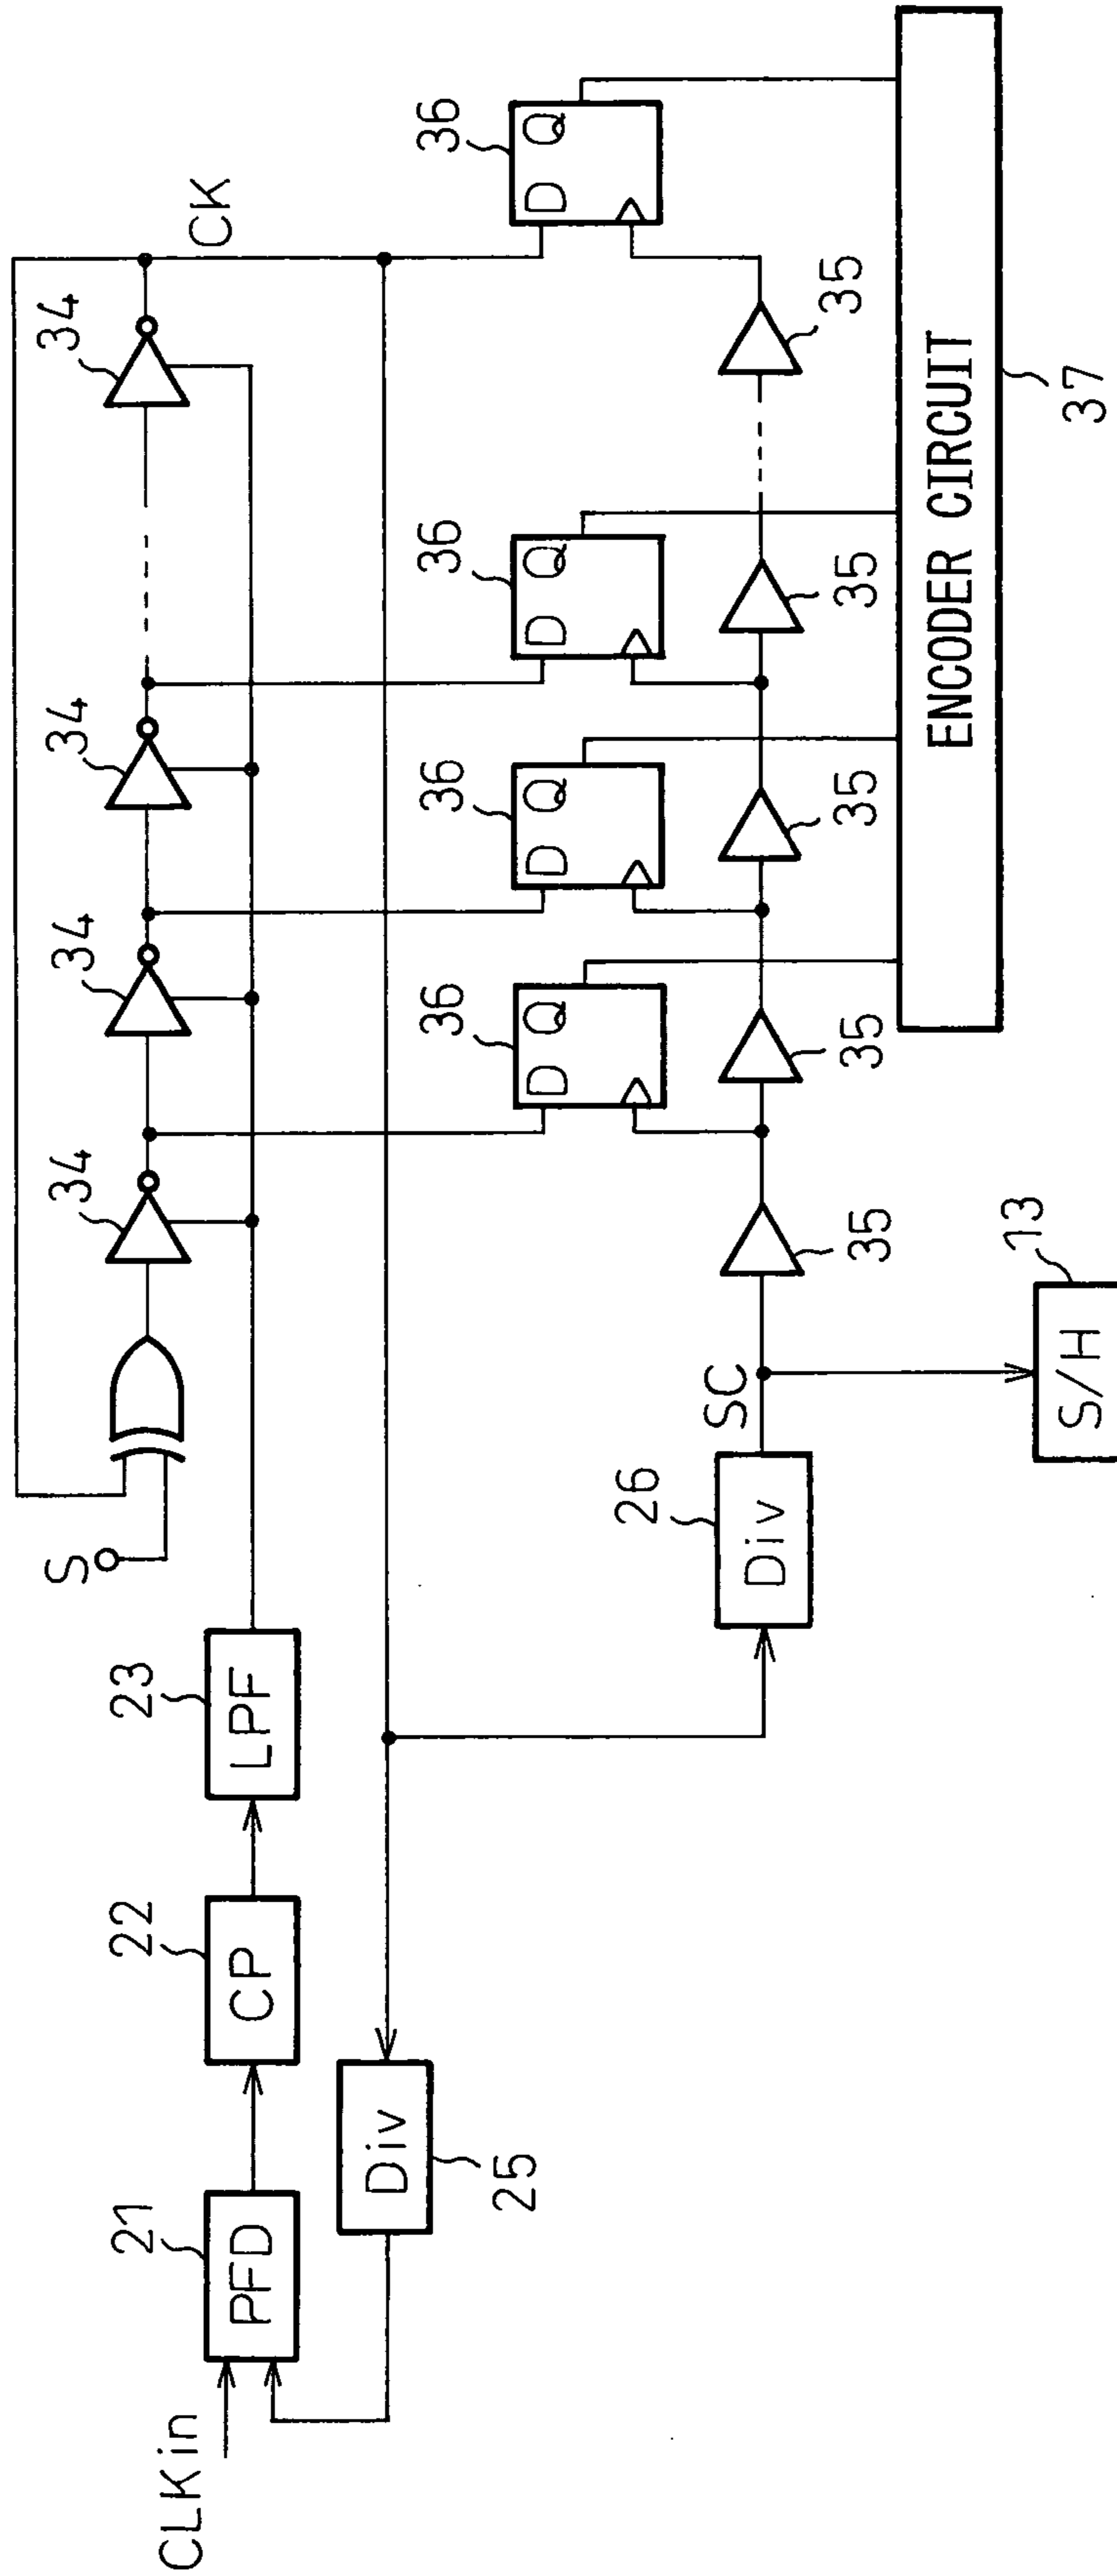 CLKin
21
PFD
22
CP
23
LPF
S
34
34
34
34
CK
Div
25
26
Div
SC
S/H
13
36
D Q
36
D Q
36
D Q
36
D Q
35
35
35
35
35
ENCODER CIRCUIT
37